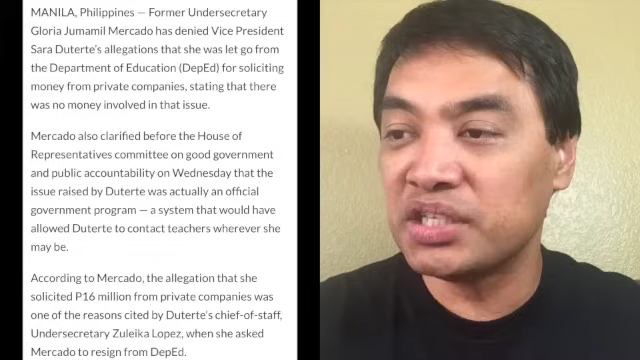 MANILA, Philippines — Former Undersecretary
Gloria Jumamil Mercado has denied Vice President
Sara Duterte's allegations that she was let go from
the Department of Education (DepEd) for soliciting
money from private companies, stating that there
was no money involved in that issue.
Mercado also clarified before the House of
Representatives committee on good government
and public accountability on Wednesday that the
issue raised by Duterte was actually an official
government program — a system that would have
allowed Duterte to contact teachers wherever she
may be.
According to Mercado, the allegation that she
solicited P16 million from private companies was
one of the reasons cited by Duterte's chief-of-staff,
Undersecretary Zuleika Lopez, when she asked
Mercado to resign from DepEd.